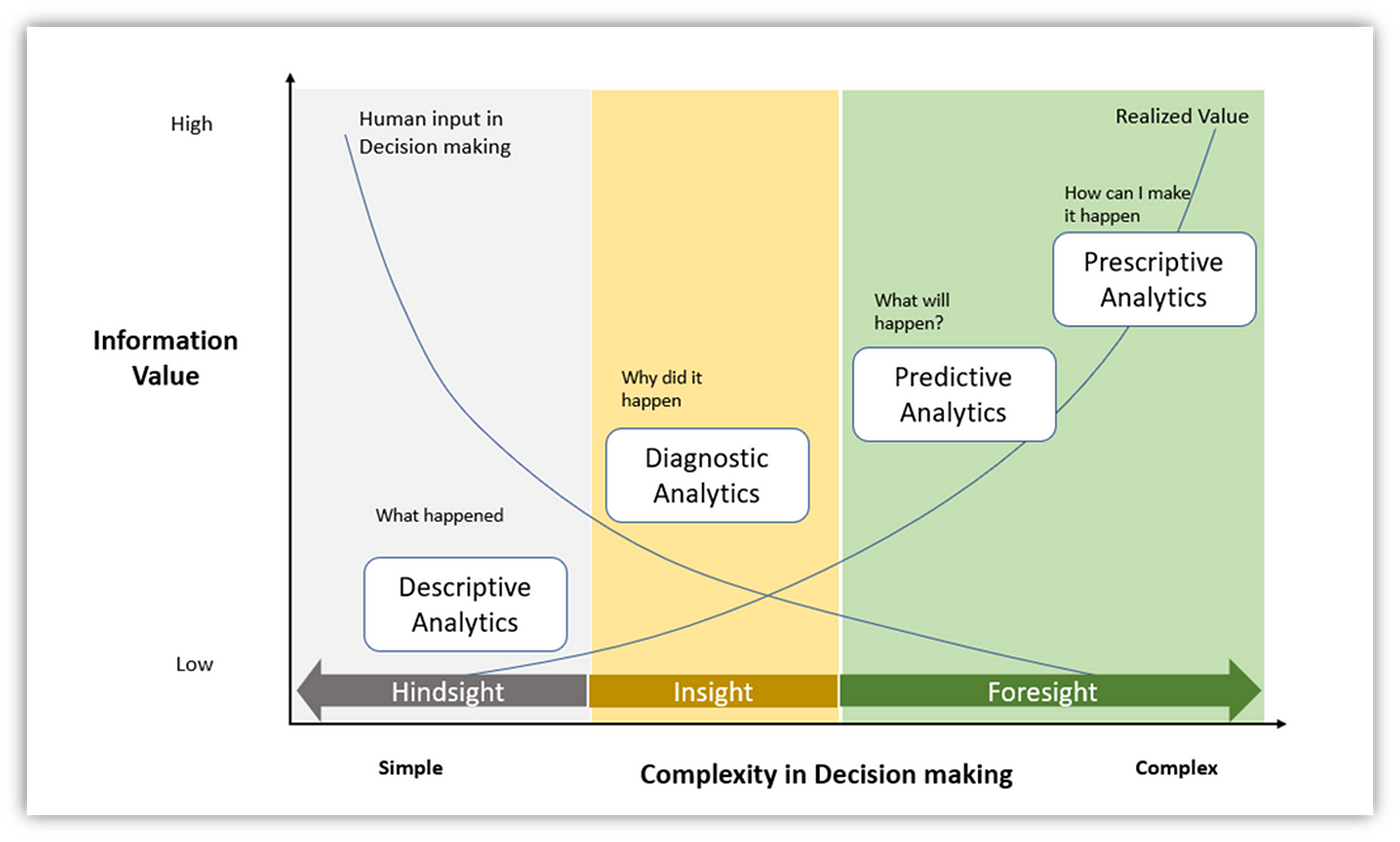 High
Human input in
Decision making
Realized Value
How can I make
it happen
Prescriptive
Analytics
What will
happen?
Predictive
Analytics
Information
Value
Why did it
happen
Diagnostic
Analytics
What happened
Descriptive
Analytics
Low
Hindsight
Insight
Foresight
Simple
Complexity in Decision making
Complex